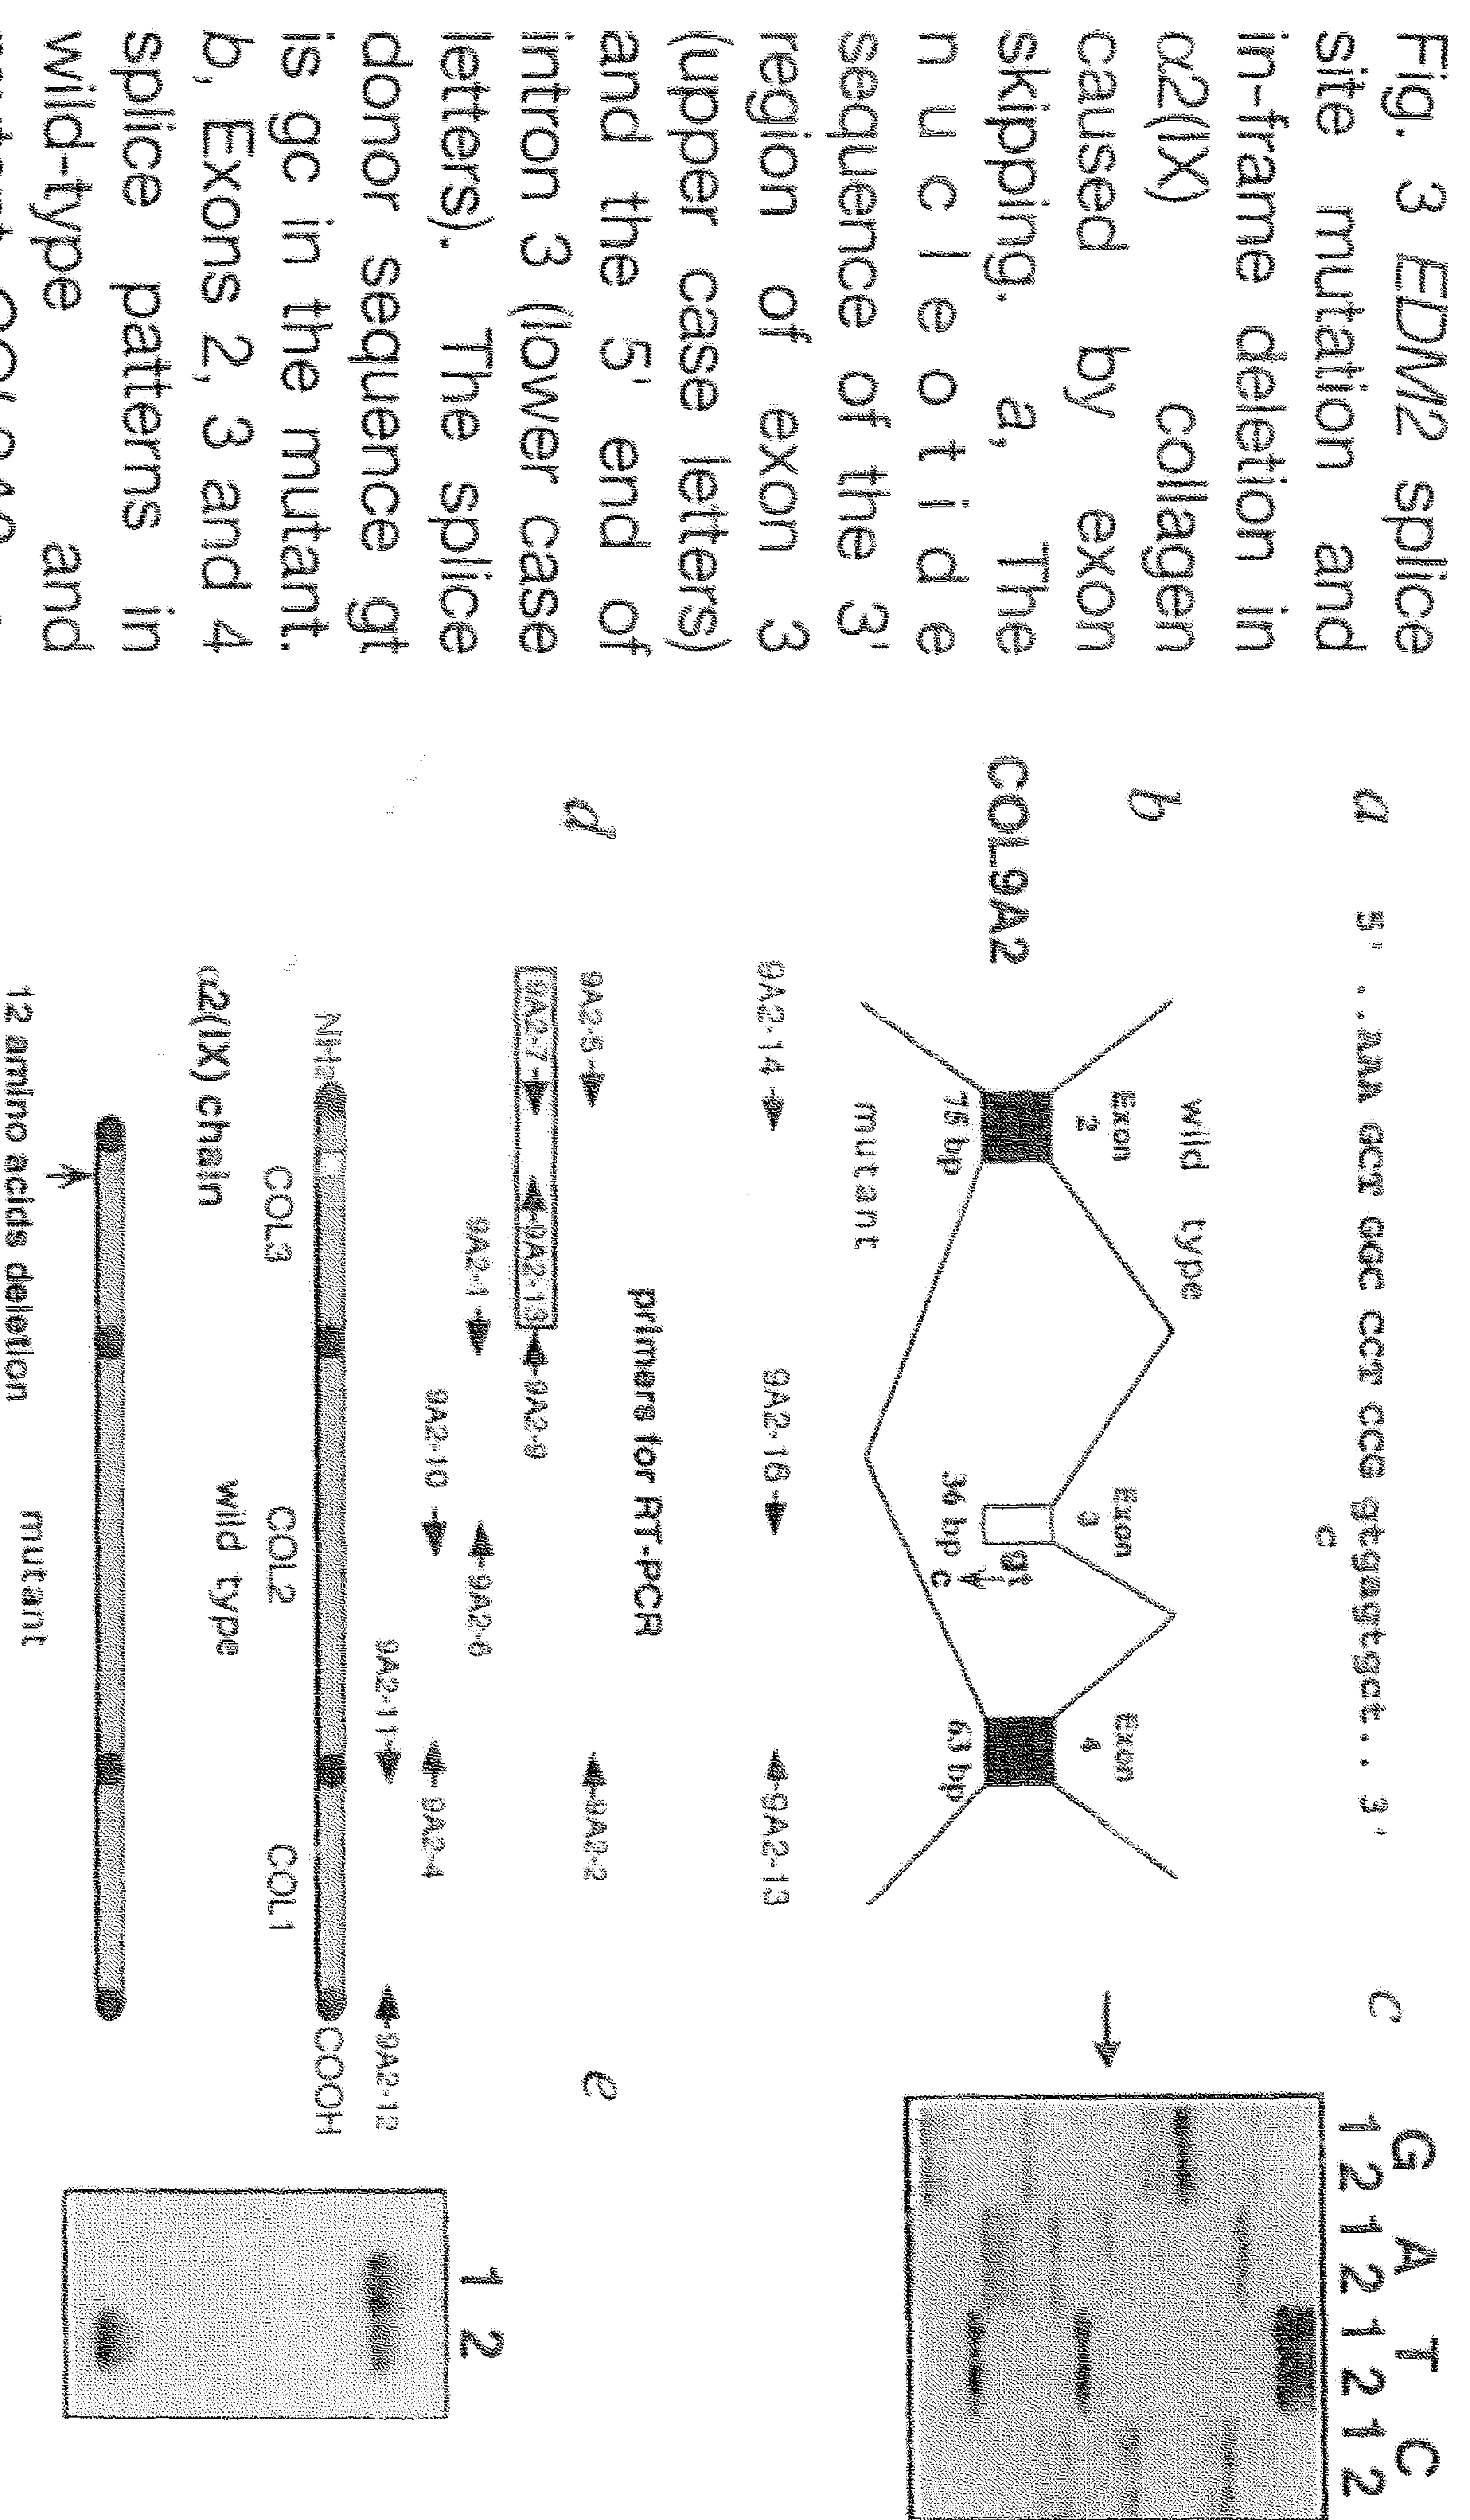 Fig. 3 EDM2 splice
site mutation and
in-frame deletion in
α2(IX) collagen
caused by exon
skipping. a, The
n u c l e o t i d e
sequence of the 3'
region of exon 3
(upper case letters)
and the 5' end of
intron 3 (lower case
letters). The splice
donor sequence gt
is gc in the mutant.
b, Exons 2, 3 and 4
splice patterns in
wild-type and
a
5' ..AAA GCT GGC CCT CCG gtgagtgct.. 3'
c
b
wild type
Exon 2
Exon 3
Exon 4
COL9A2
gt
c
75 bp
36 bp
63 bp
mutant
9A2-14
9A2-16
9A2-13
primers for RT-PCR
d
9A2-5
9A2-2
9A2-7
9A2-13
9A2-9
9A2-1
9A2-8
9A2-10
9A2-4
9A2-11
9A2-12
NH₂
COOH
COL3
COL2
COL1
α2(IX) chain
wild type
mutant
12 amino acids deletion
c
G A T C
1 2 1 2 1 2 1 2
e
1 2